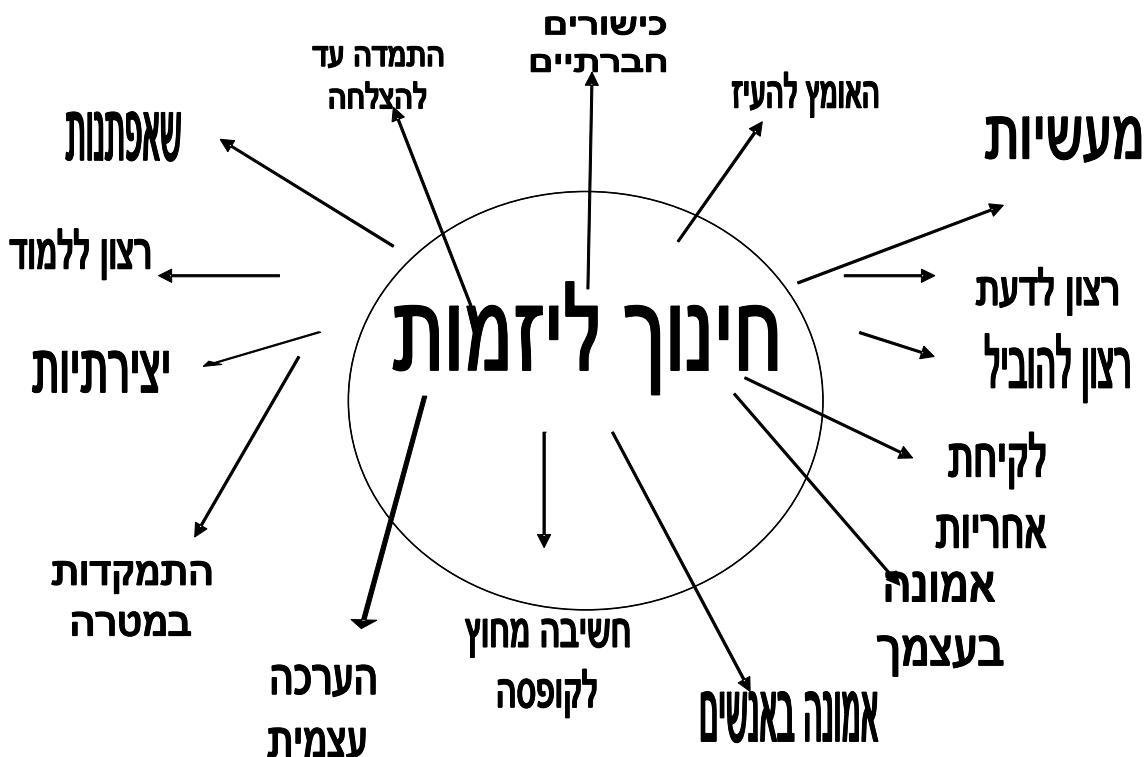 כישורים
חברתיים
התמדה עד
להצלחה
האומץ להעיז
מעשיות
שאפתנות
רצון ללמוד
רצון לדעת
חינוך ליזמות
רצון להוביל
יצירתיות
לקיחת
אחריות
אמונה
בעצמך
התמקדות
במטרה
חשיבה מחוץ
לקופסה
הערכה
עצמית
אמונה באנשים